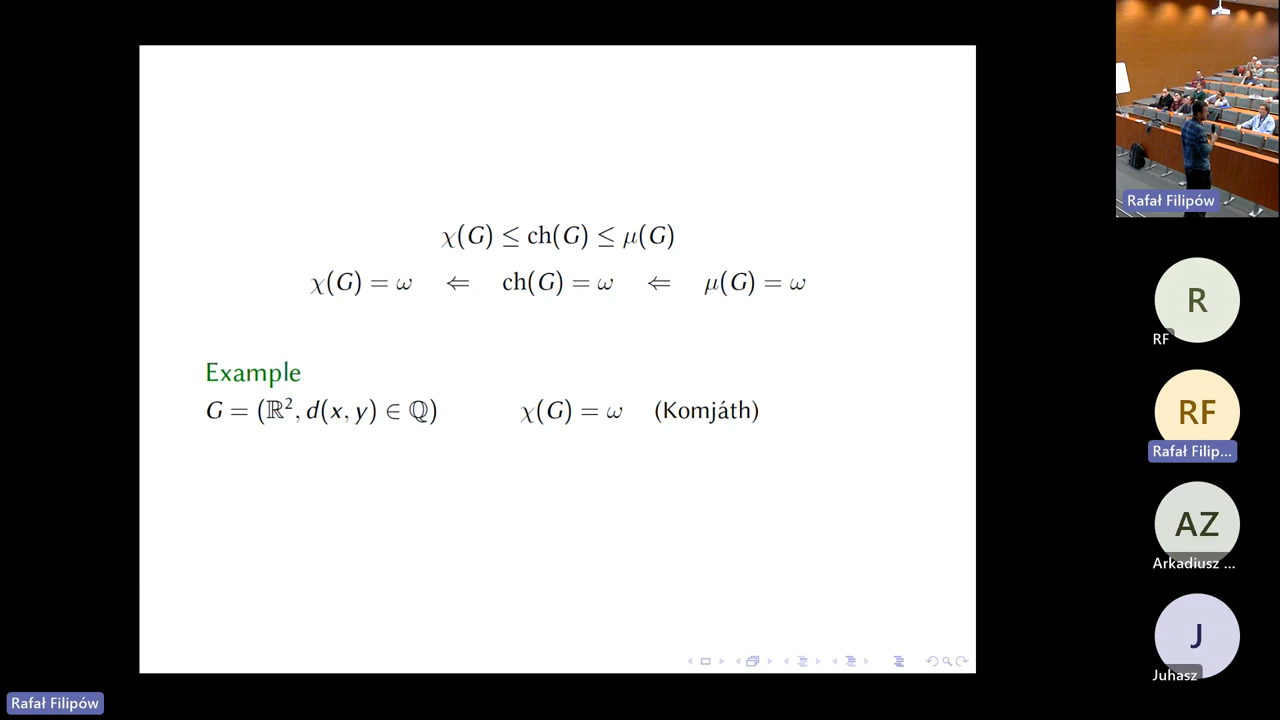 χ(G) ≤ ch(G) ≤ μ(G)
χ(G) = ω ⇐ ch(G) = ω ⇐ μ(G) = ω
Example
G = (ℝ², d(x, y) ∈ ℚ) χ(G) = ω (Komjáth)
Rafał Filipów
R
RF
RF
Rafał Filip...
AZ
Arkadiusz ...
J
Juhasz
Rafał Filipów